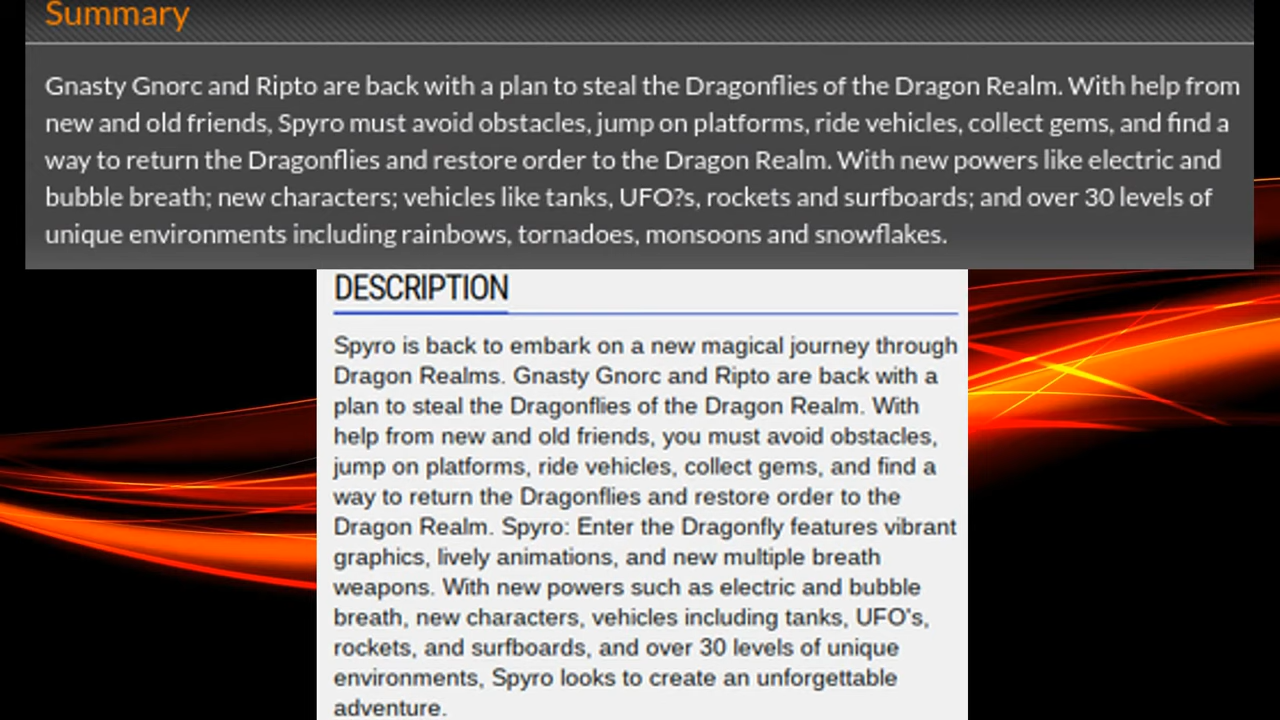 Summary
Gnasty Gnorc and Ripto are back with a plan to steal the Dragonflies of the Dragon Realm. With help from
new and old friends, Spyro must avoid obstacles, jump on platforms, ride vehicles, collect gems, and find a
way to return the Dragonflies and restore order to the Dragon Realm. With new powers like electric and
bubble breath; new characters; vehicles like tanks, UFO?s, rockets and surfboards; and over 30 levels of
unique environments including rainbows, tornadoes, monsoons and snowflakes.
DESCRIPTION
Spyro is back to embark on a new magical journey through
Dragon Realms. Gnasty Gnorc and Ripto are back with a
plan to steal the Dragonflies of the Dragon Realm. With
help from new and old friends, you must avoid obstacles,
jump on platforms, ride vehicles, collect gems, and find a
way to return the Dragonflies and restore order to the
Dragon Realm. Spyro: Enter the Dragonfly features vibrant
graphics, lively animations, and new multiple breath
weapons. With new powers such as electric and bubble
breath, new characters, vehicles including tanks, UFO's,
rockets, and surfboards, and over 30 levels of unique
environments, Spyro looks to create an unforgettable
adventure.